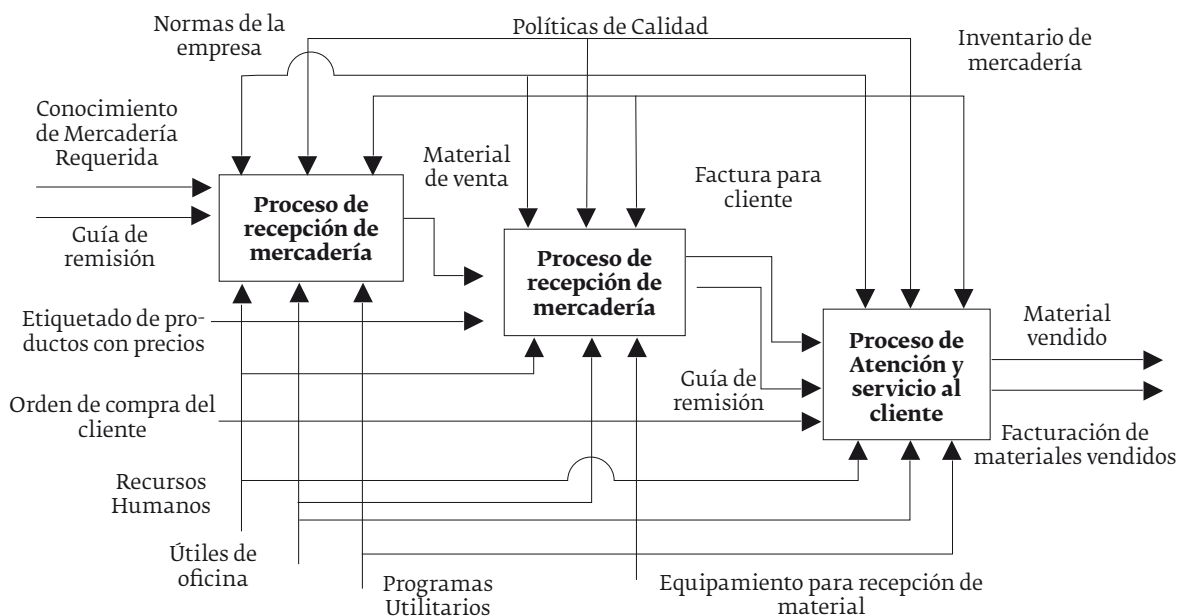 Normas de la
empresa
Políticas de Calidad
Inventario de
mercadería
Conocimiento
de Mercadería
Requerida
Material
de venta
Factura para
cliente
Proceso de
recepción de
mercadería
Guía de
remisión
Proceso de
recepción de
mercadería
Etiquetado de pro-
ductos con precios
Material
vendido
Proceso de
Atención y
servicio al
cliente
Guía de
remisión
Orden de compra del
cliente
Facturación de
materiales vendidos
Recursos
Humanos
Útiles de
oficina
Programas
Utilitarios
Equipamiento para recepción de
material